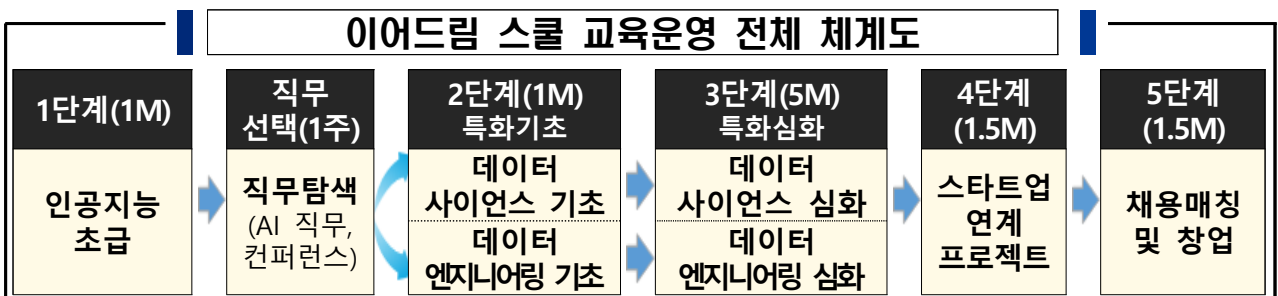 이어드림 스쿨 교육운영 전체 체계도
1단계(1M)
인공지능
초급
직무
선택(1주)
직무탐색
(AI 직무,
컨퍼런스)
2단계(1M)
특화기초
데이터
사이언스 기초
데이터
엔지니어링 기초
3단계(5M)
특화심화
데이터
사이언스 심화
데이터
엔지니어링 심화
4단계
(1.5M)
스타트업
연계
프로젝트
5단계
(1.5M)
채용매칭
및 창업